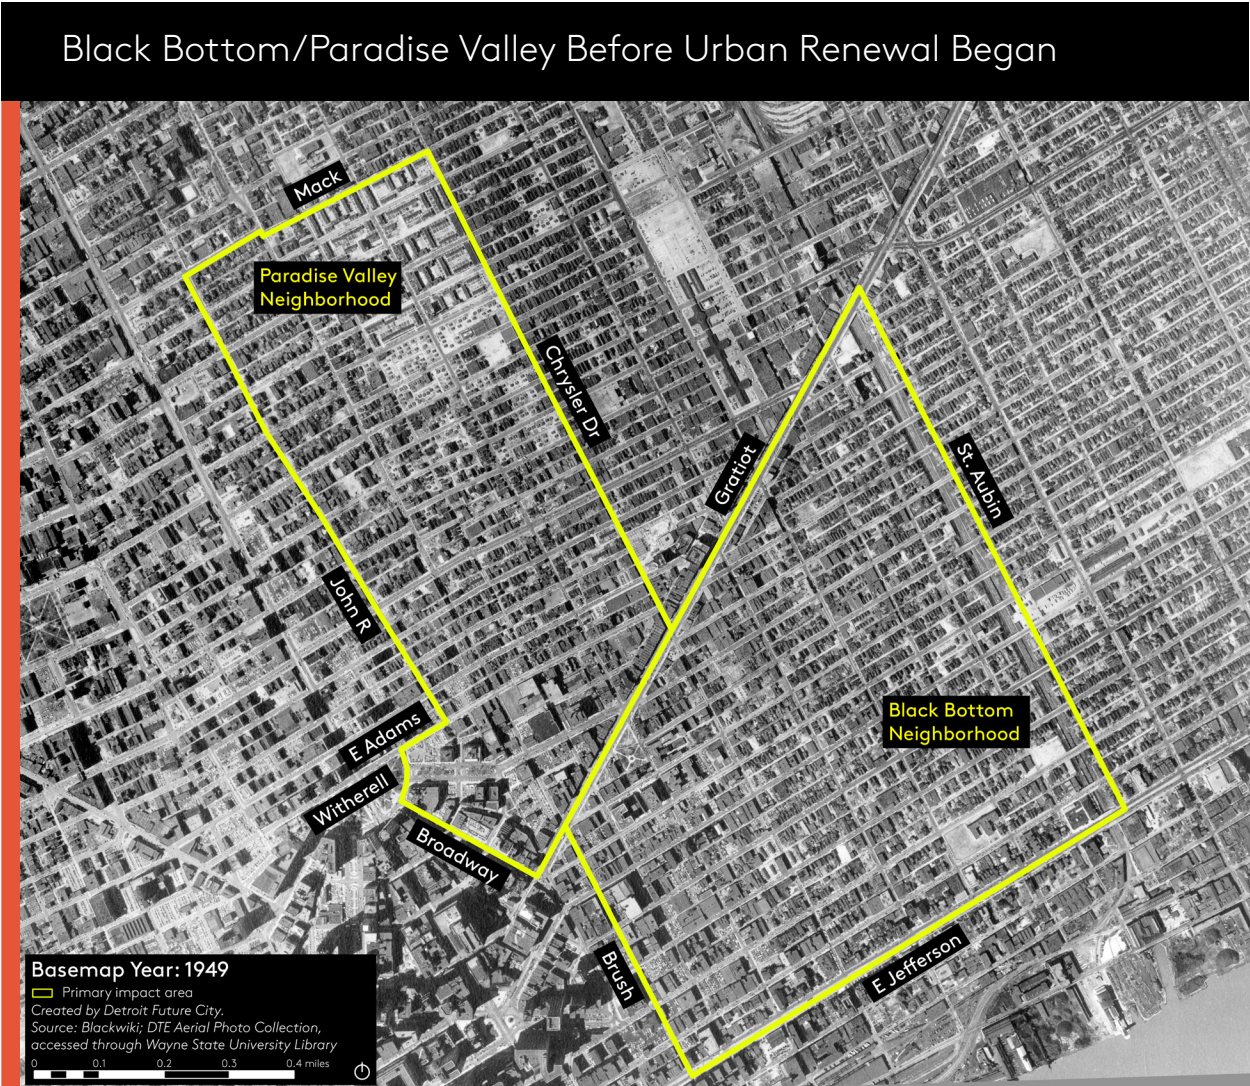 Black Bottom/Paradise Valley Before Urban Renewal Began
Mack
Paradise Valley
Neighborhood
Chrysler Dr
Gratiot
St. Aubin
John R
Black Bottom
Neighborhood
E Adams
Witherell
Broadway
Brush
E Jefferson
Basemap Year: 1949
Primary impact area
Created by Detroit Future City.
Source: Blackwiki; DTE Aerial Photo Collection,
accessed through Wayne State University Library
0 0.1 0.2 0.3 0.4 miles